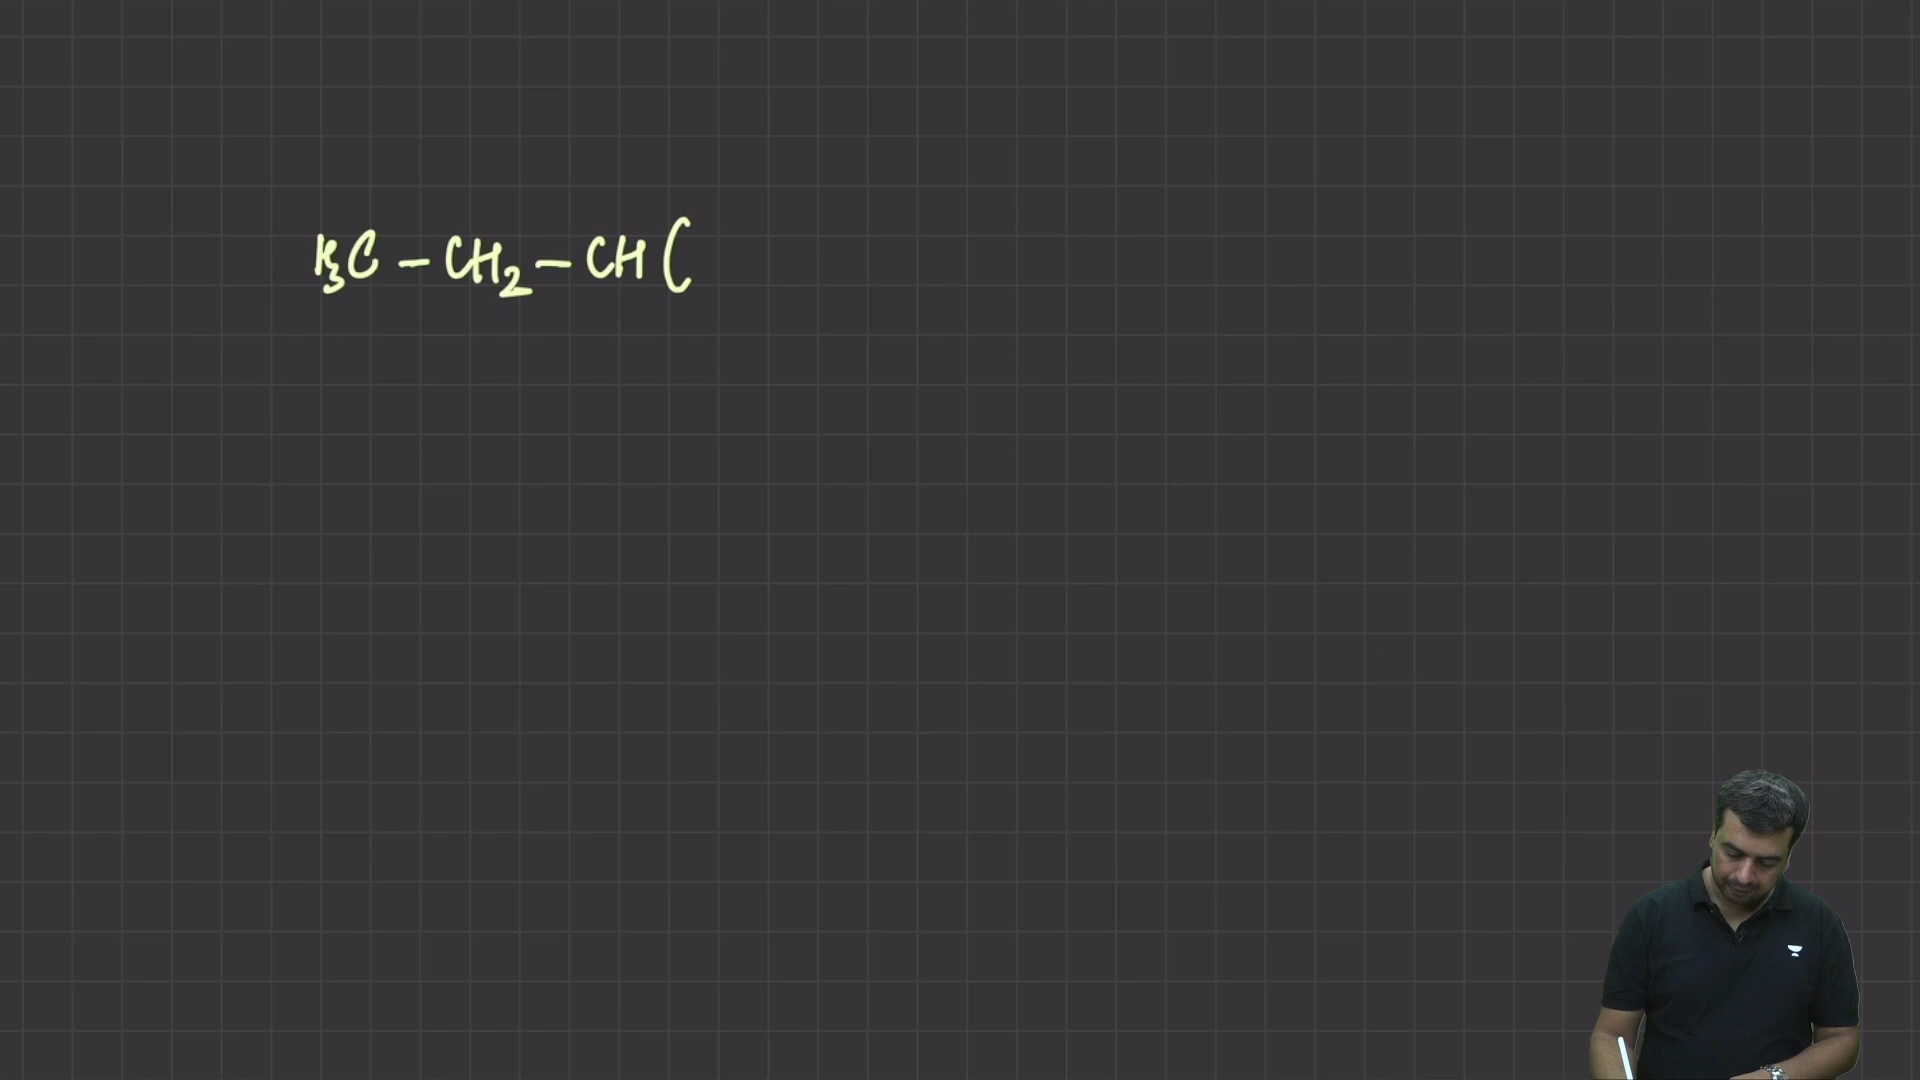 H₃C – CH₂ – CH (